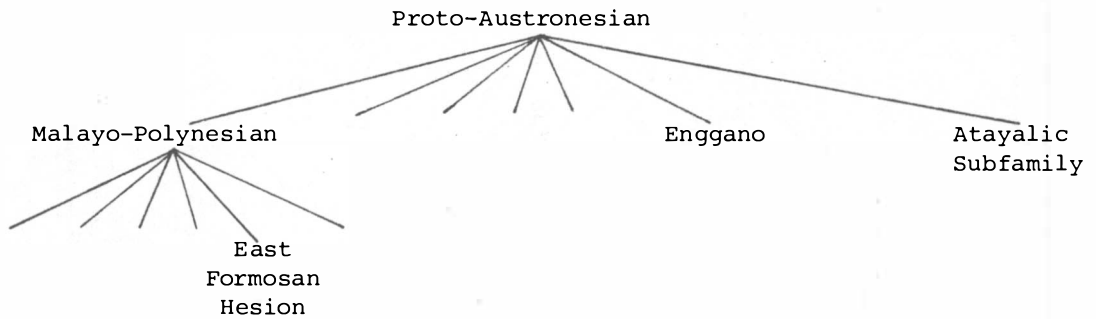 Proto-Austronesian
Malayo-Polynesian
Enggano
Atayalic
Subfamily
East
Formosan
Hesion